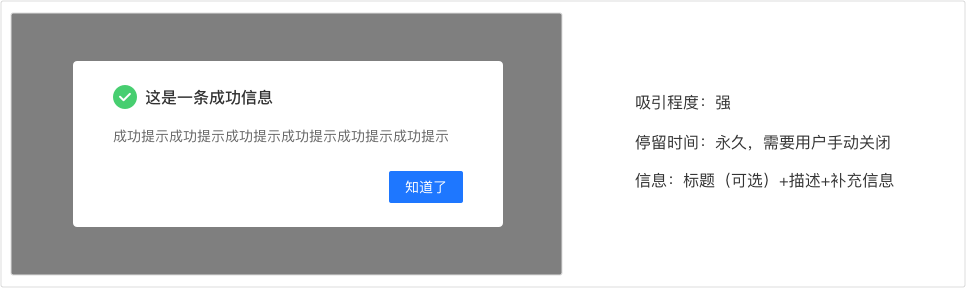 这是一条成功信息
成功提示成功提示成功提示成功提示成功提示成功提示
知道了
吸引程度：强
停留时间：永久，需要用户手动关闭
信息：标题（可选）+描述+补充信息